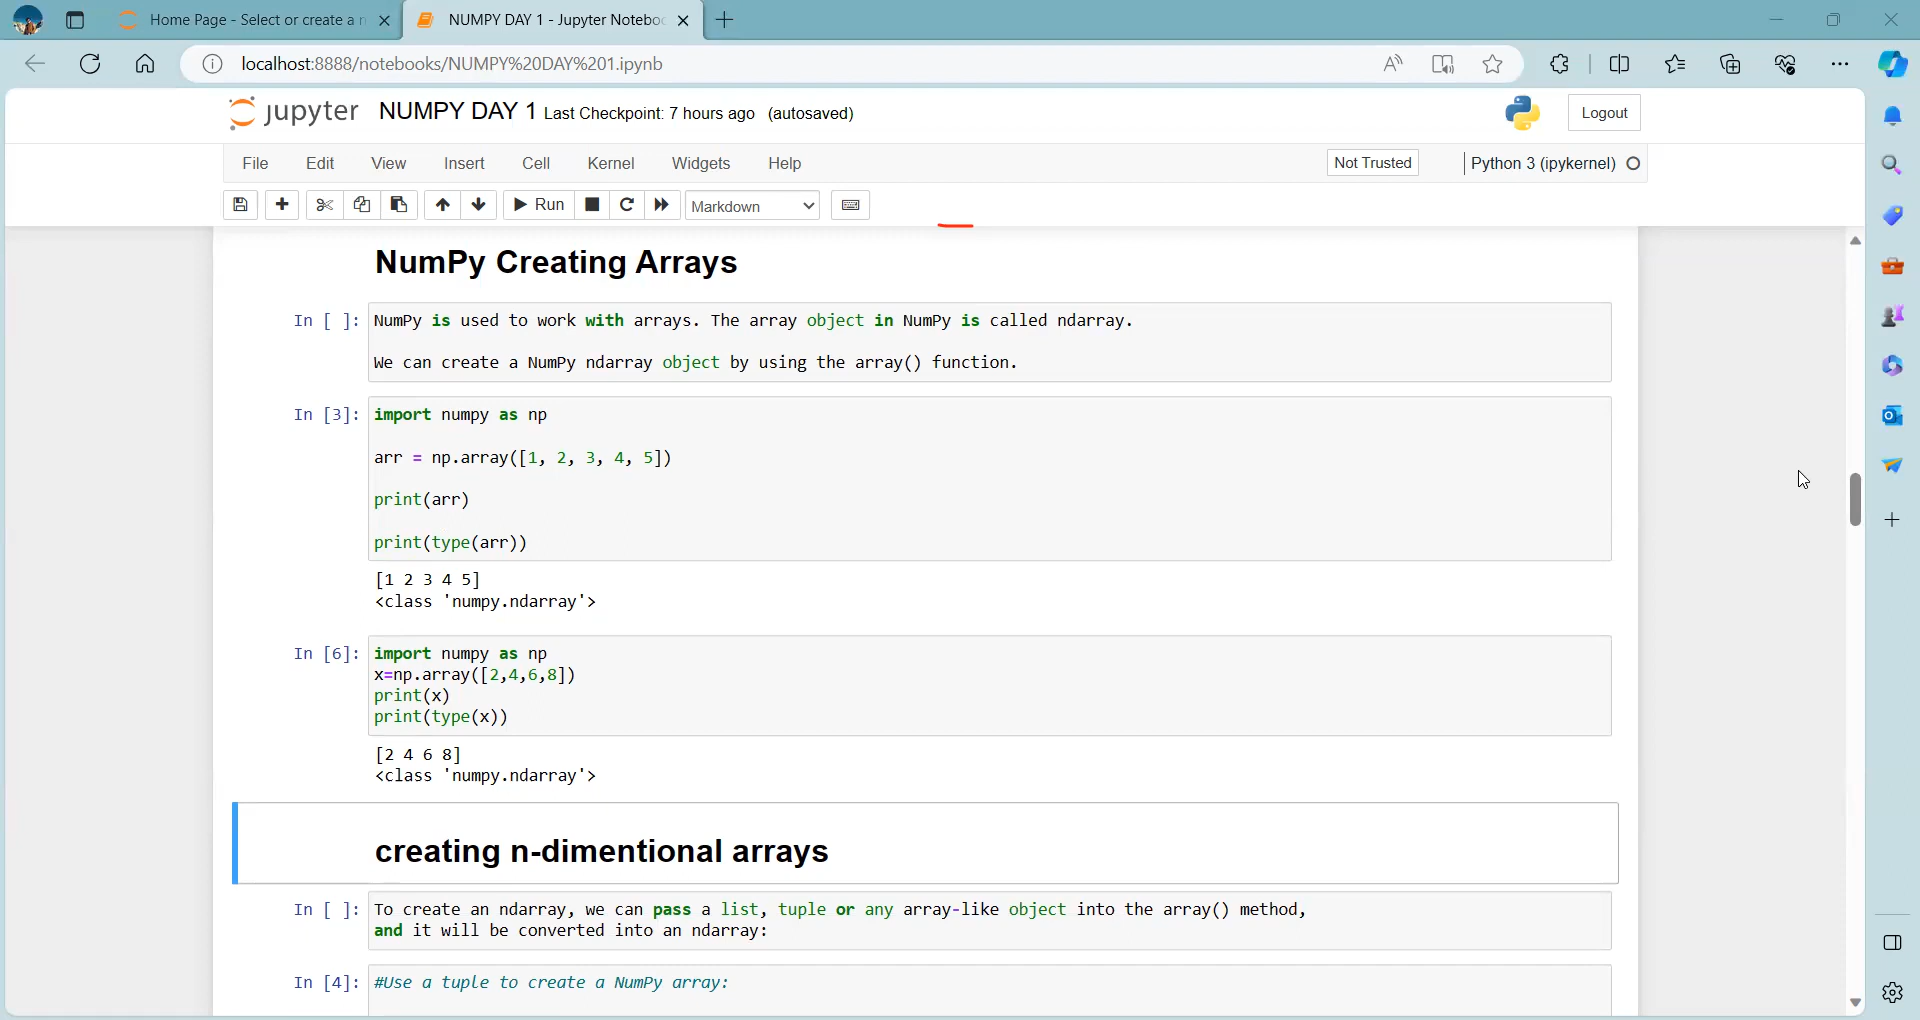 Home Page - Select or create a n
NUMPY DAY 1 - Jupyter Noteboo
localhost:8888/notebooks/NUMPY%20DAY%201.ipynb
jupyter NUMPY DAY 1 Last Checkpoint: 7 hours ago (autosaved)
Logout
File Edit View Insert Cell Kernel Widgets Help
Not Trusted
Python 3 (ipykernel)
Run
Markdown
NumPy Creating Arrays
In [ ]: NumPy is used to work with arrays. The array object in NumPy is called ndarray.
We can create a NumPy ndarray object by using the array() function.
In [3]: import numpy as np
arr = np.array([1, 2, 3, 4, 5])
print(arr)
print(type(arr))
[1 2 3 4 5]
<class 'numpy.ndarray'>
In [6]: import numpy as np
x=np.array([2,4,6,8])
print(x)
print(type(x))
[2 4 6 8]
<class 'numpy.ndarray'>
creating n-dimentional arrays
In [ ]: To create an ndarray, we can pass a list, tuple or any array-like object into the array() method,
and it will be converted into an ndarray:
In [4]: #Use a tuple to create a NumPy array: